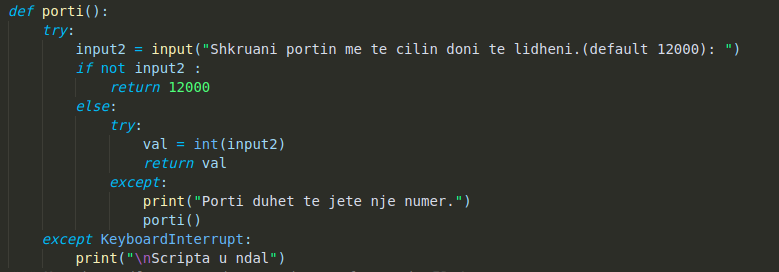 def porti():
    try:
        input2 = input("Shkruani portin me te cilin doni te lidheni.(default 12000): ")
        if not input2 :
            return 12000
        else:
            try:
                val = int(input2)
                return val
            except:
                print("Porti duhet te jete nje numer.")
                porti()
    except KeyboardInterrupt:
        print("\nScripta u ndal")